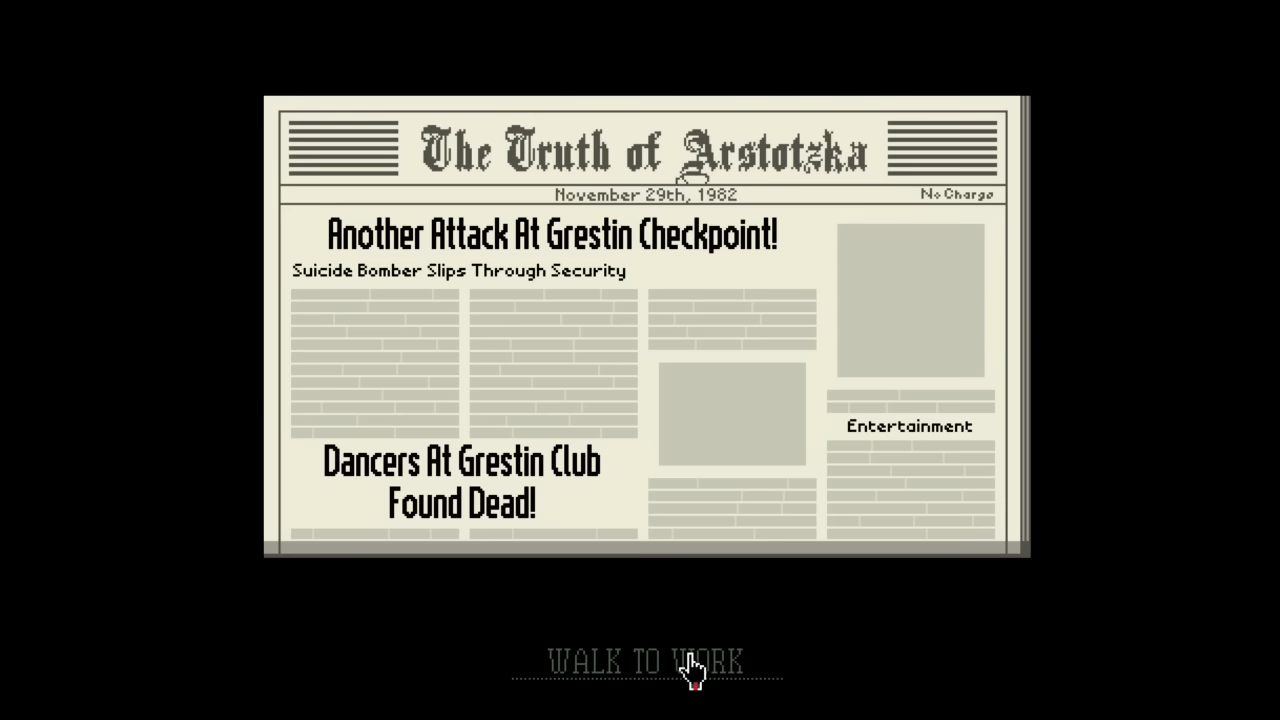 The Truth of Arstotzka
November 29th, 1982
No Charge
Another Attack At Grestin Checkpoint!
Suicide Bomber Slips Through Security
Dancers At Grestin Club
Found Dead!
Entertainment
WALK TO WORK